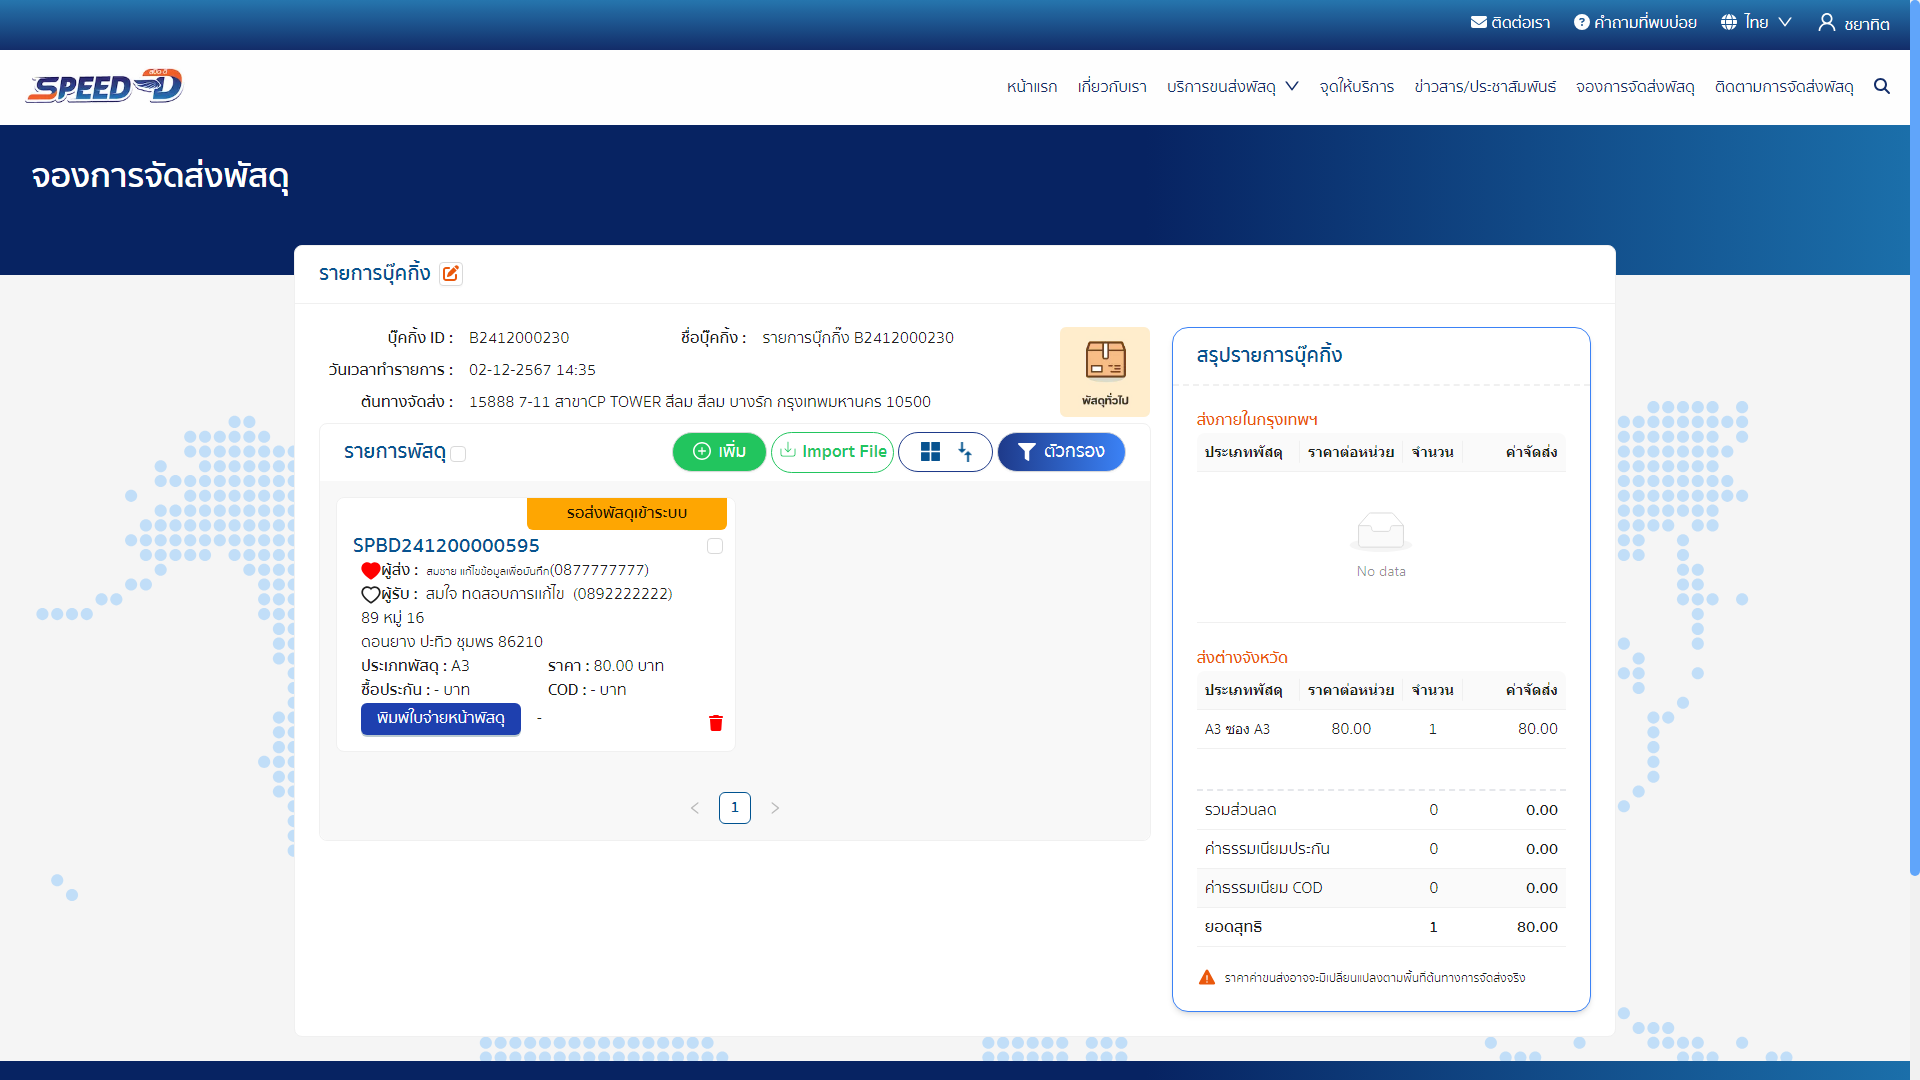 ติดต่อเรา คำถามที่พบบ่อย ไทย ชยาทิต
สปีด-ดี
SPEED-D
หน้าแรก เกี่ยวกับเรา บริการขนส่งพัสดุ จุดให้บริการ ข่าวสาร/ประชาสัมพันธ์ จองการจัดส่งพัสดุ ติดตามการจัดส่งพัสดุ
จองการจัดส่งพัสดุ
รายการบุ๊คกิ้ง
บุ๊คกิ้ง ID : B2412000230 ชื่อบุ๊คกิ้ง : รายการบุ๊กกิ๊ง B2412000230
วันเวลาทำรายการ : 02-12-2567 14:35
ต้นทางจัดส่ง : 15888 7-11 สาขาCP TOWER สีลม สีลม บางรัก กรุงเทพมหานคร 10500
พัสดุทั่วไป
รายการพัสดุ เพิ่ม Import File ตัวกรอง
รอส่งพัสดุเข้าระบบ
SPBD241200000595
ผู้ส่ง : สมชาย แก้ไขข้อมูลเพื่อบันทึก(0877777777)
ผู้รับ : สมใจ ทดสอบการแก้ไข (0892222222)
89 หมู่ 16
ดอนยาง ปะทิว ชุมพร 86210
ประเภทพัสดุ : A3 ราคา : 80.00 บาท
ซื้อประกัน : - บาท COD : - บาท
พิมพ์ใบจ่ายหน้าพัสดุ -
1
สรุปรายการบุ๊คกิ้ง
ส่งภายในกรุงเทพฯ
ประเภทพัสดุ ราคาต่อหน่วย จำนวน ค่าจัดส่ง
No data
ส่งต่างจังหวัด
ประเภทพัสดุ ราคาต่อหน่วย จำนวน ค่าจัดส่ง
A3 ซอง A3 80.00 1 80.00
รวมส่วนลด 0 0.00
ค่าธรรมเนียมประกัน 0 0.00
ค่าธรรมเนียม COD 0 0.00
ยอดสุทธิ 1 80.00
ราคาค่าขนส่งอาจจะมีเปลี่ยนแปลงตามพื้นที่ต้นทางการจัดส่งจริง